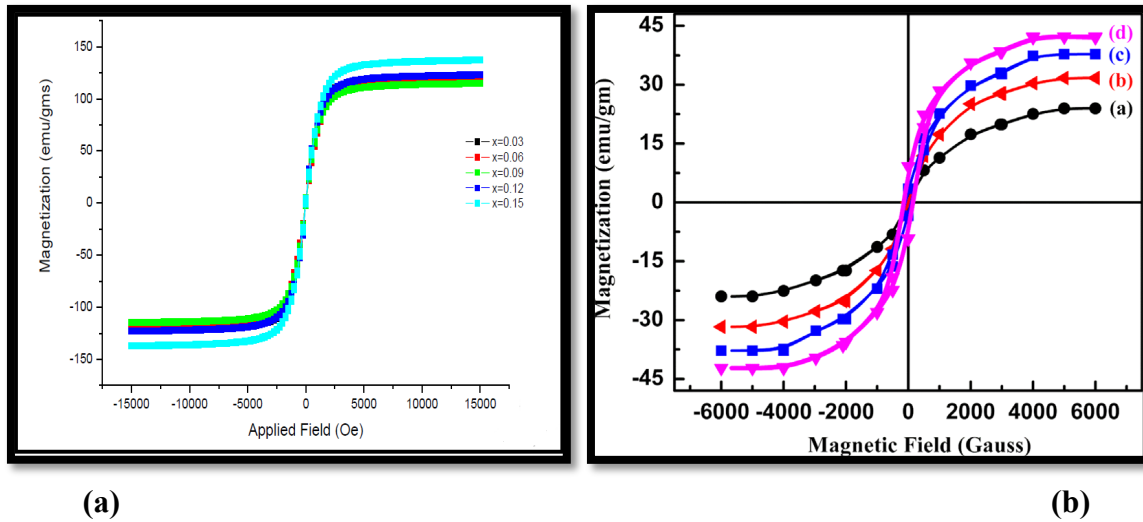 150
100
50
0
-50
-100
-150
Magnetization (emu/gms)
x=0.03
x=0.06
x=0.09
x=0.12
x=0.15
-15000 -10000 -5000 0 5000 10000 15000
Applied Field (Oe)
45
30
15
0
-15
-30
-45
Magnetization (emu/gm)
(d)
(c)
(b)
(a)
-6000 -4000 -2000 0 2000 4000 6000
Magnetic Field (Gauss)
(a) (b)